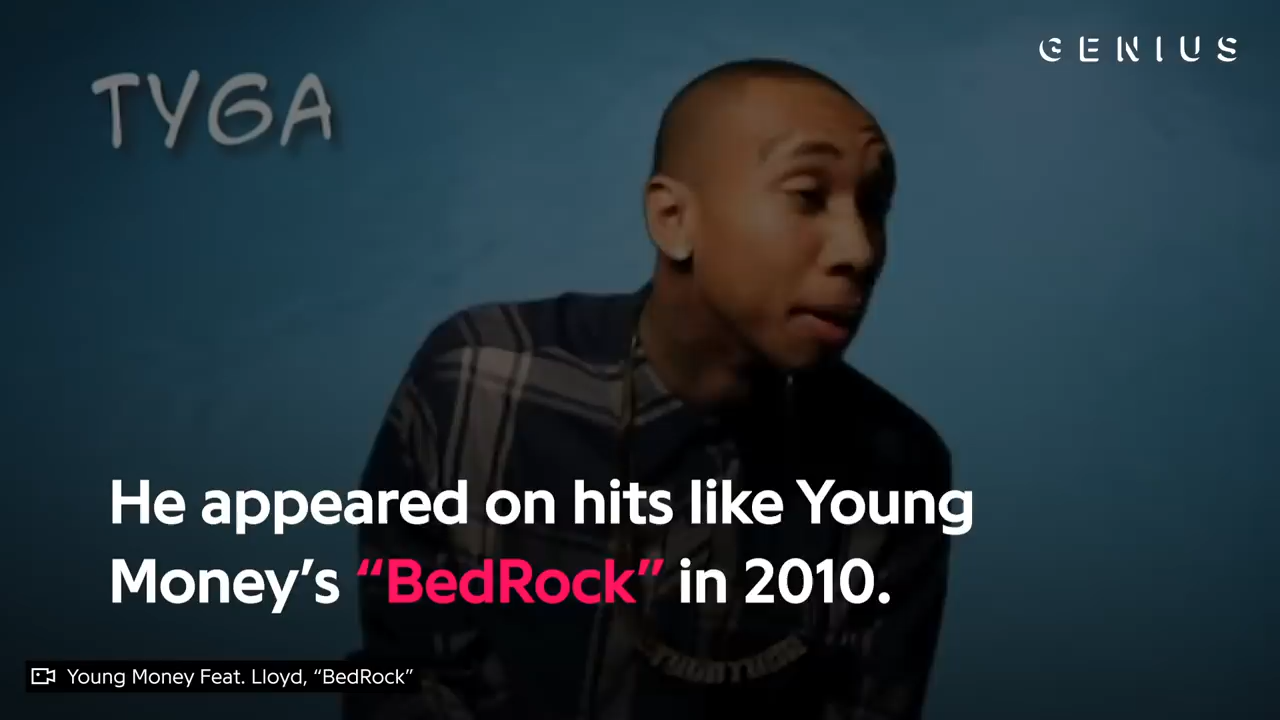 GENIUS
TYGA
He appeared on hits like Young
Money’s “BedRock” in 2010.
Young Money Feat. Lloyd, “BedRock”